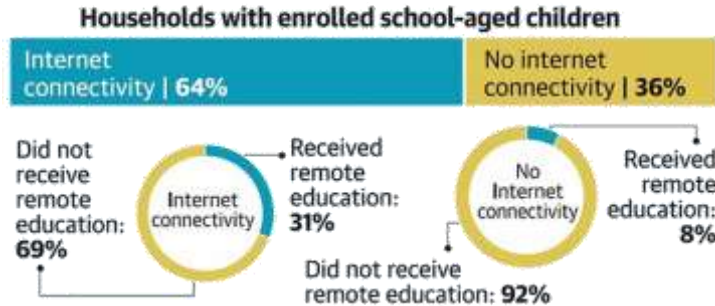 Households with enrolled school-aged children
Internet
connectivity | 64%
No internet
connectivity | 36%
Did not
receive
remote
education:
69%
Internet
connectivity
Received
remote
education:
31%
No
Internet
connectivity
Received
remote
education:
8%
Did not receive
remote education: 92%